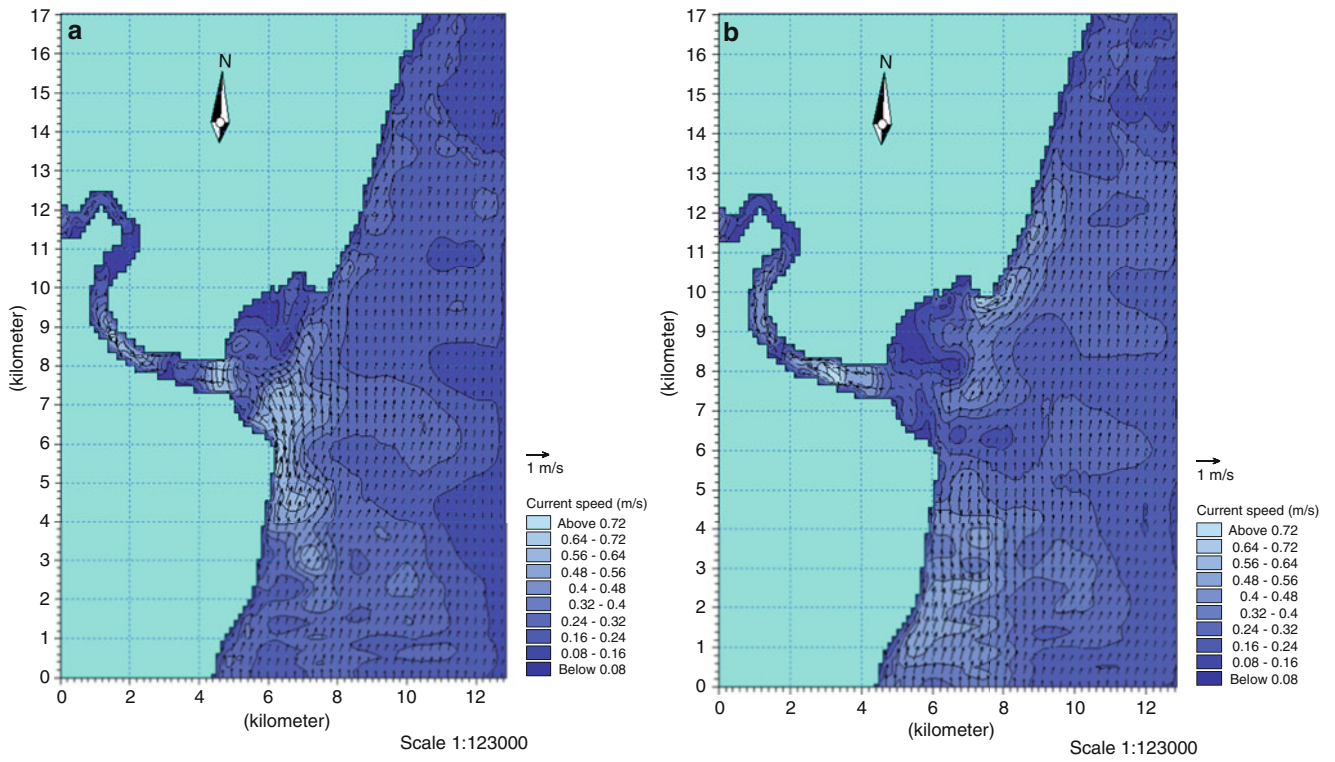 a
N
17
16
15
14
13
12
11
10
9
8
7
6
5
4
3
2
1
0
(kilometer)
0 2 4 6 8 10 12
(kilometer)
Scale 1:123000
1 m/s
Current speed (m/s)
Above 0.72
0.64 - 0.72
0.56 - 0.64
0.48 - 0.56
0.4 - 0.48
0.32 - 0.4
0.24 - 0.32
0.16 - 0.24
0.08 - 0.16
Below 0.08
b
N
17
16
15
14
13
12
11
10
9
8
7
6
5
4
3
2
1
0
(kilometer)
0 2 4 6 8 10 12
(kilometer)
Scale 1:123000
1 m/s
Current speed (m/s)
Above 0.72
0.64 - 0.72
0.56 - 0.64
0.48 - 0.56
0.4 - 0.48
0.32 - 0.4
0.24 - 0.32
0.16 - 0.24
0.08 - 0.16
Below 0.08